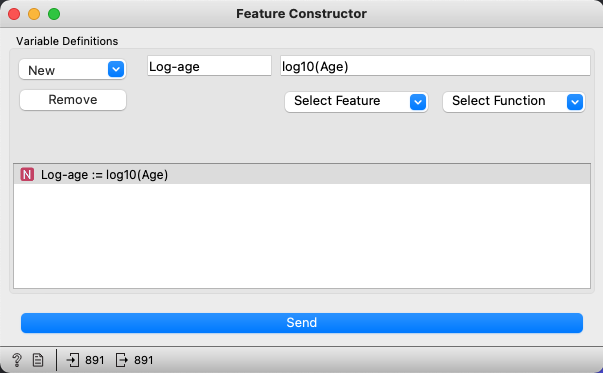 Feature Constructor
Variable Definitions
New Log-age log10(Age)
Remove Select Feature Select Function
N Log-age := log10(Age)
Send
? 891 891